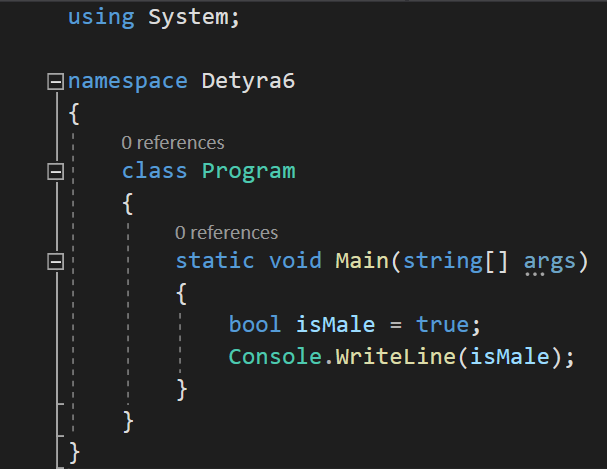 using System;
namespace Detyra6
{
0 references
class Program
{
0 references
static void Main(string[] args)
{
bool isMale = true;
Console.WriteLine(isMale);
}
}
}